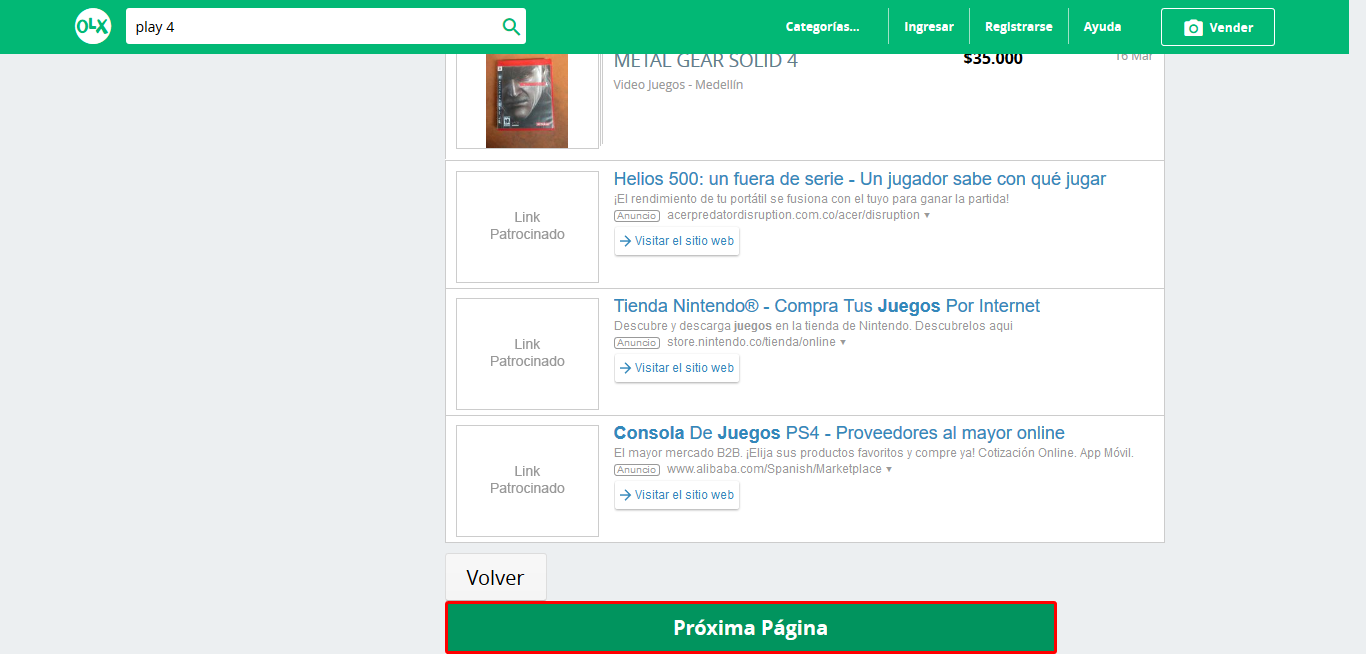 OLX
play 4
Categorías...
Ingresar
Registrarse
Ayuda
Vender
METAL GEAR SOLID 4
$35.000
16 Mar
Video Juegos - Medellín
Link
Patrocinado
Helios 500: un fuera de serie - Un jugador sabe con qué jugar
¡El rendimiento de tu portátil se fusiona con el tuyo para ganar la partida!
Anuncio acerpredatordisruption.com.co/acer/disruption ▼
→ Visitar el sitio web
Link
Patrocinado
Tienda Nintendo® - Compra Tus Juegos Por Internet
Descubre y descarga juegos en la tienda de Nintendo. Descubrelos aqui
Anuncio store.nintendo.co/tienda/online ▼
→ Visitar el sitio web
Link
Patrocinado
Consola De Juegos PS4 - Proveedores al mayor online
El mayor mercado B2B. ¡Elija sus productos favoritos y compre ya! Cotización Online. App Móvil.
Anuncio www.alibaba.com/Spanish/Marketplace ▼
→ Visitar el sitio web
Volver
Próxima Página